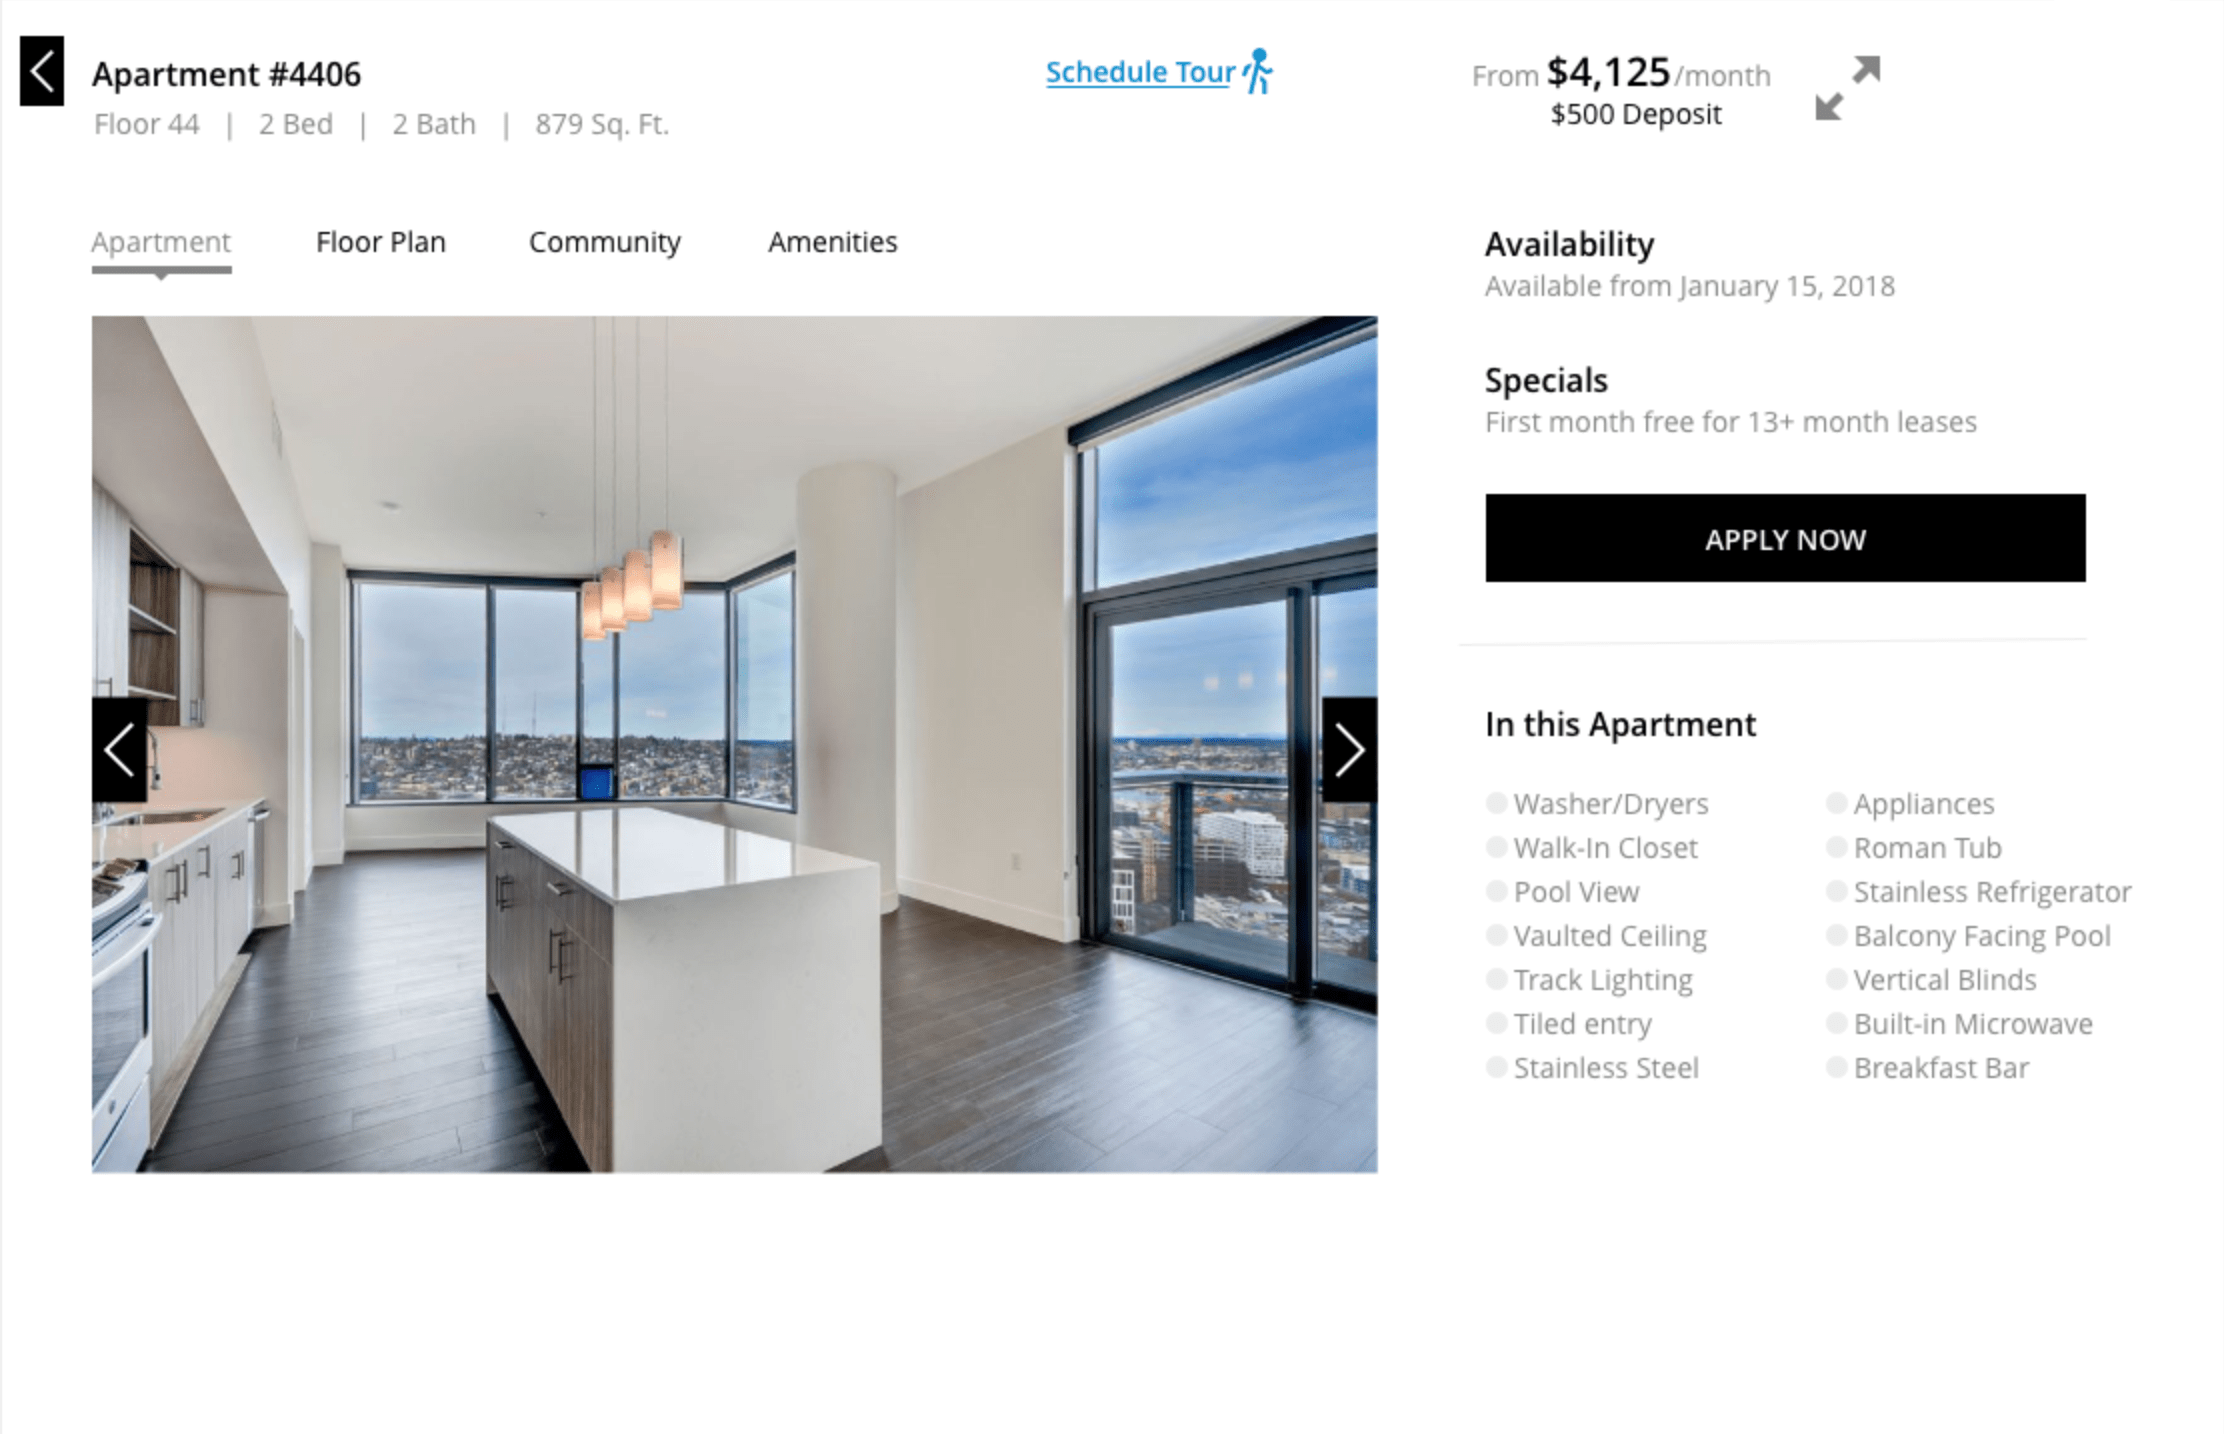 Apartment #4406
Floor 44 | 2 Bed | 2 Bath | 879 Sq. Ft.
Schedule Tour
From $4,125/month
$500 Deposit
Apartment Floor Plan Community Amenities
Availability
Available from January 15, 2018
Specials
First month free for 13+ month leases
APPLY NOW
In this Apartment
Washer/Dryers
Walk-In Closet
Pool View
Vaulted Ceiling
Track Lighting
Tiled entry
Stainless Steel
Appliances
Roman Tub
Stainless Refrigerator
Balcony Facing Pool
Vertical Blinds
Built-in Microwave
Breakfast Bar